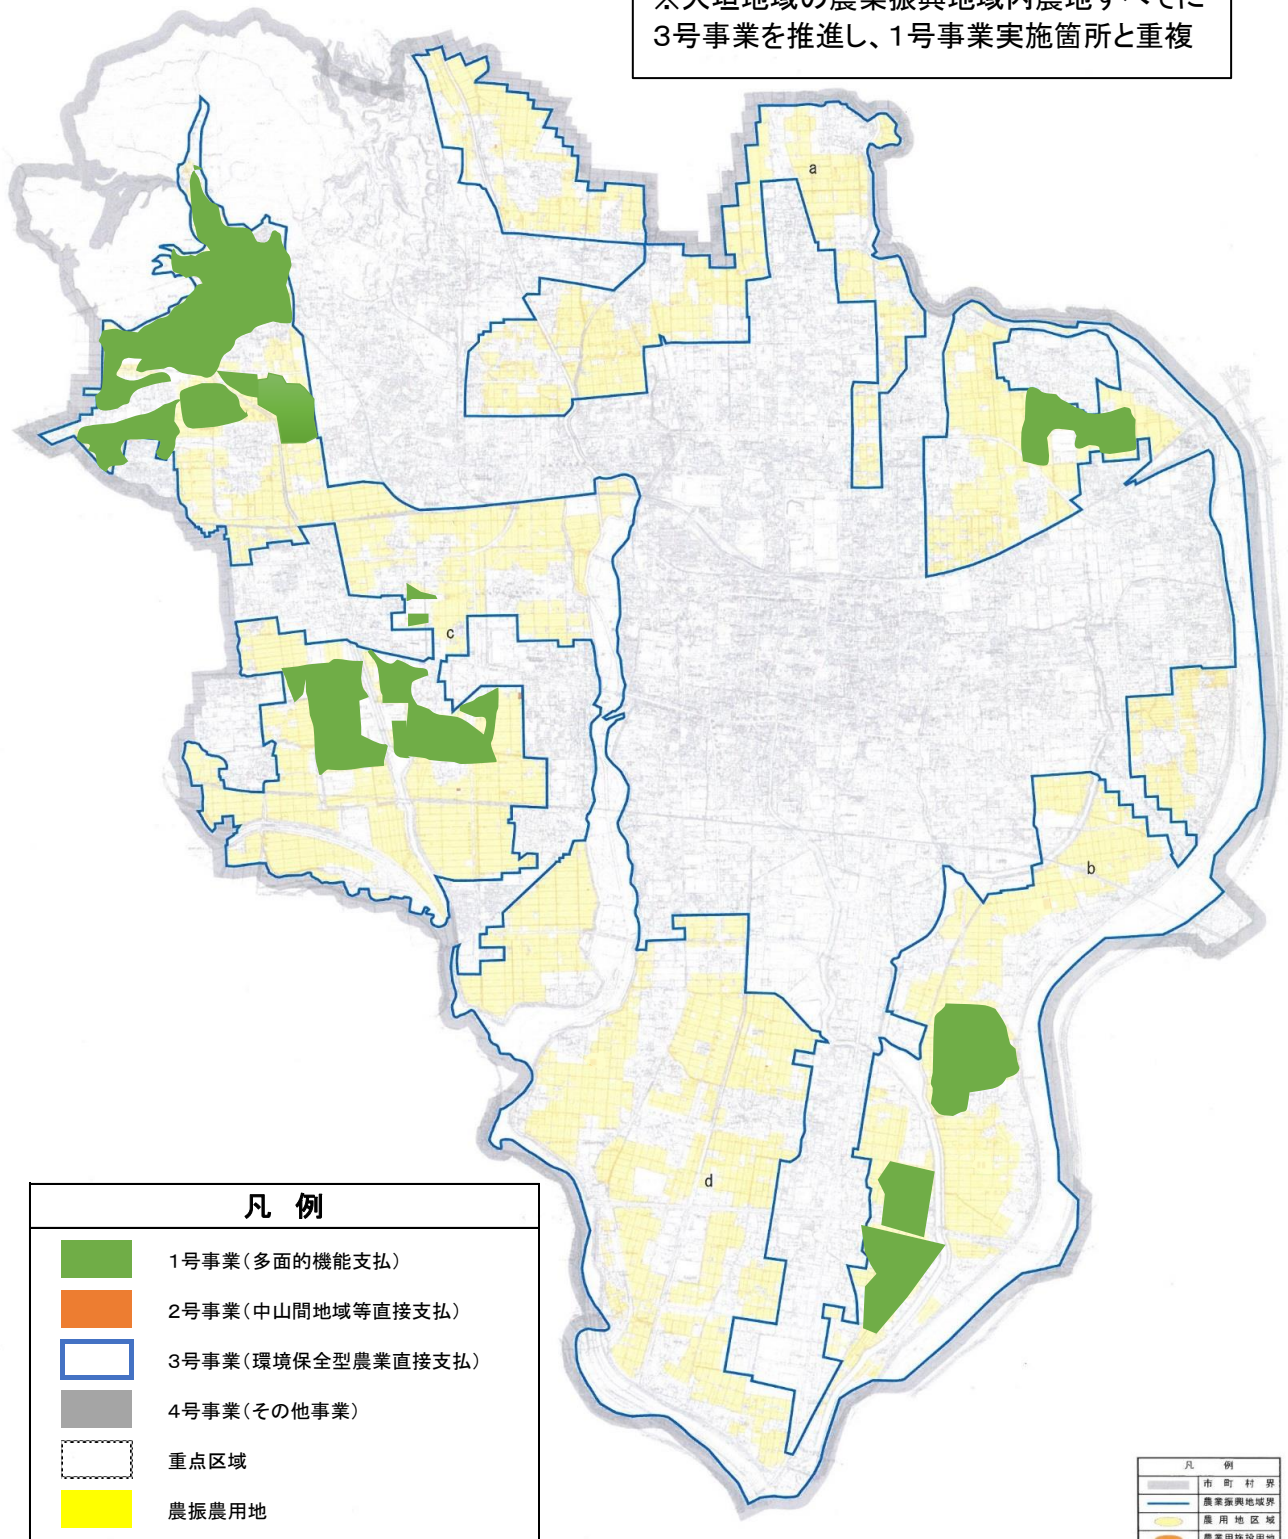 3号事業を推進し、1号事業実施箇所と重複
a
c
b
d
凡 例
1号事業(多面的機能支払)
2号事業(中山間地域等直接支払)
3号事業(環境保全型農業直接支払)
4号事業(その他事業)
重点区域
農振農用地
凡 例
市町村界
農業振興地域界
農用地区域